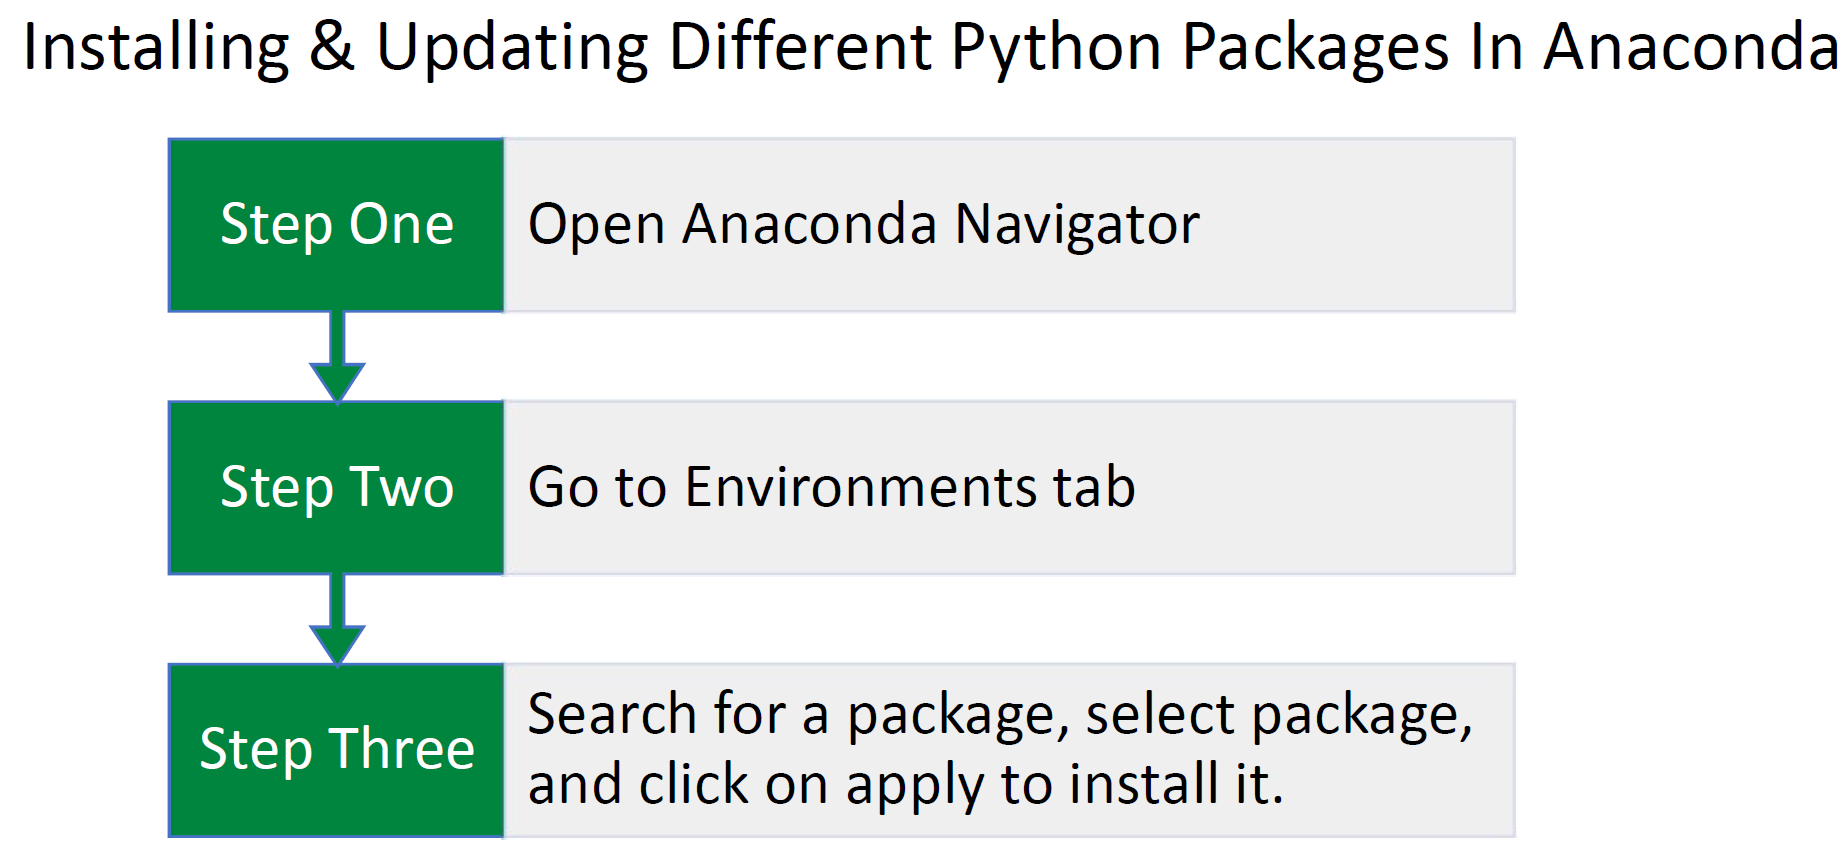 Installing & Updating Different Python Packages In Anaconda
Step One
Open Anaconda Navigator
Step Two
Go to Environments tab
Step Three
Search for a package, select package,
and click on apply to install it.